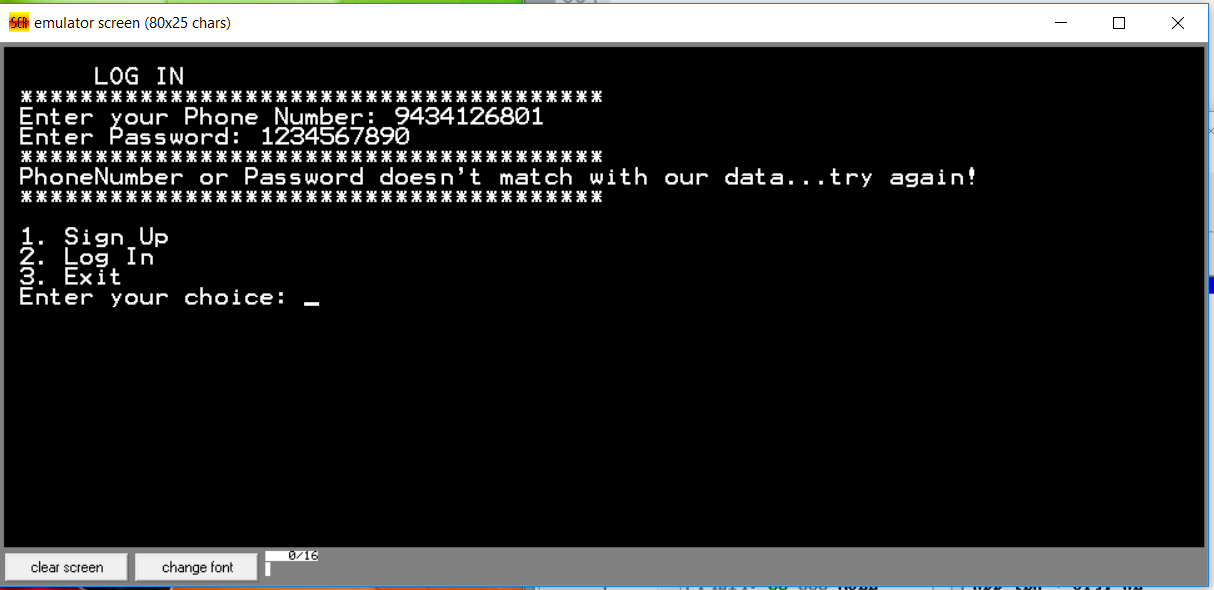 SCR emulator screen (80x25 chars)
LOG IN
***************************************
Enter your Phone Number: 9434126801
Enter Password: 1234567890
***************************************
PhoneNumber or Password doesn't match with our data...try again!
***************************************
1. Sign Up
2. Log In
3. Exit
Enter your choice: _
clear screen change font 0/16